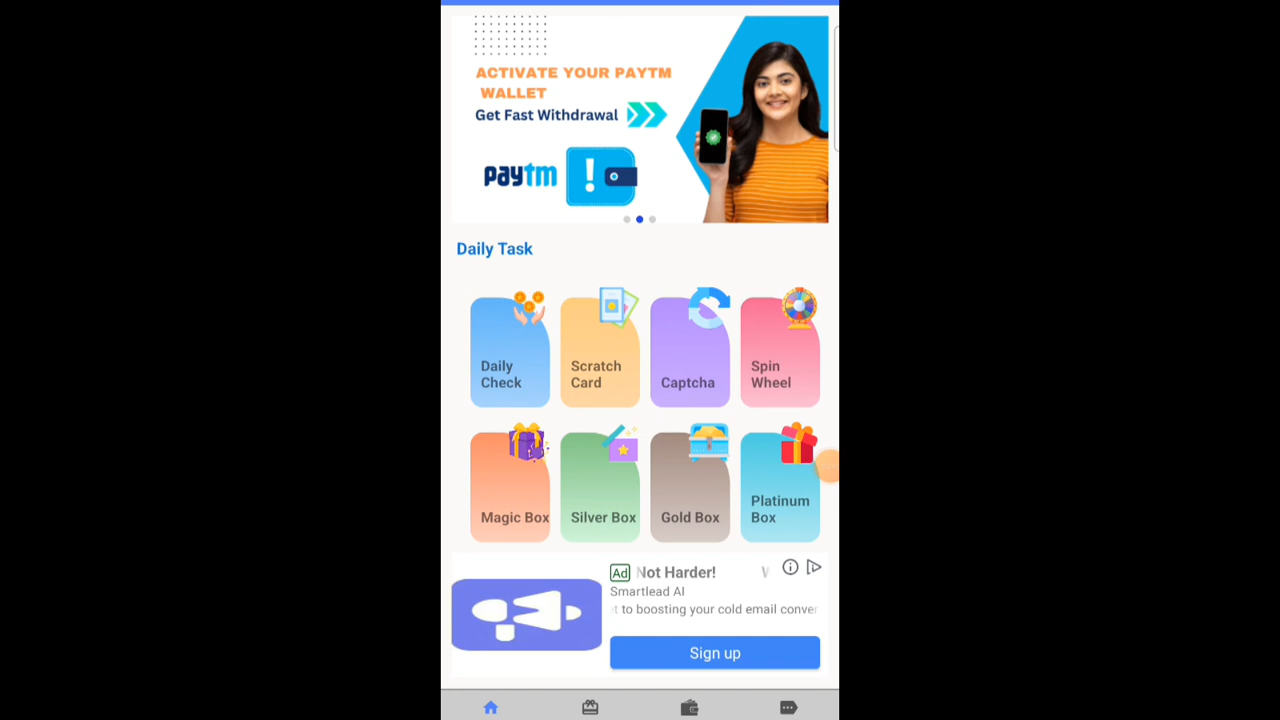 ACTIVATE YOUR PAYTM
WALLET
Get Fast Withdrawal
paytm
Daily Task
Daily
Check
Scratch
Card
Captcha
Spin
Wheel
Magic Box
Silver Box
Gold Box
Platinum
Box
Ad Not Harder!
Smartlead AI
to boosting your cold email conver
Sign up